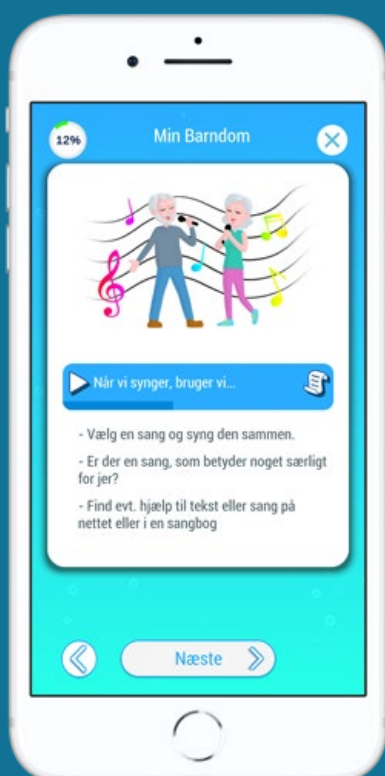 12%
Min Barndom
Når vi synger, bruger vi...
- Vælg en sang og syng den sammen.
- Er der en sang, som betyder noget særligt
for jer?
- Find evt. hjælp til tekst eller sang på
nettet eller i en sangbog
Næste